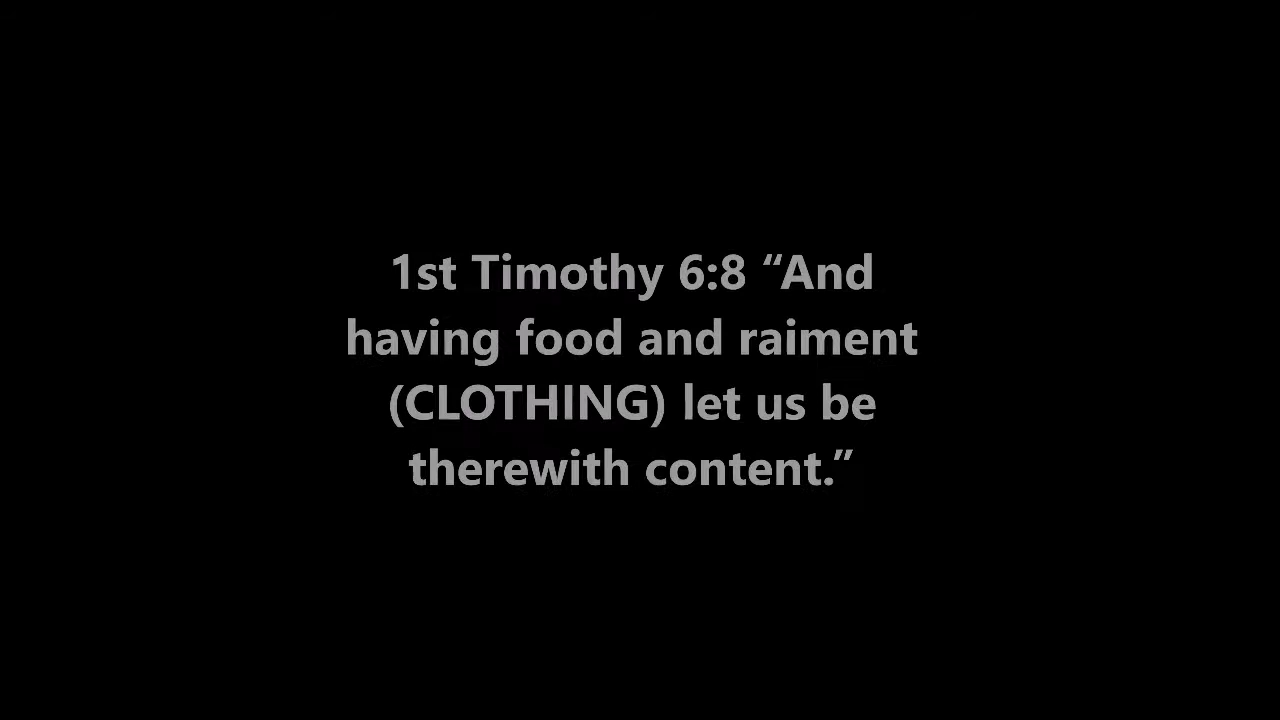 1st Timothy 6:8 “And
having food and raiment
(CLOTHING) let us be
therewith content.”